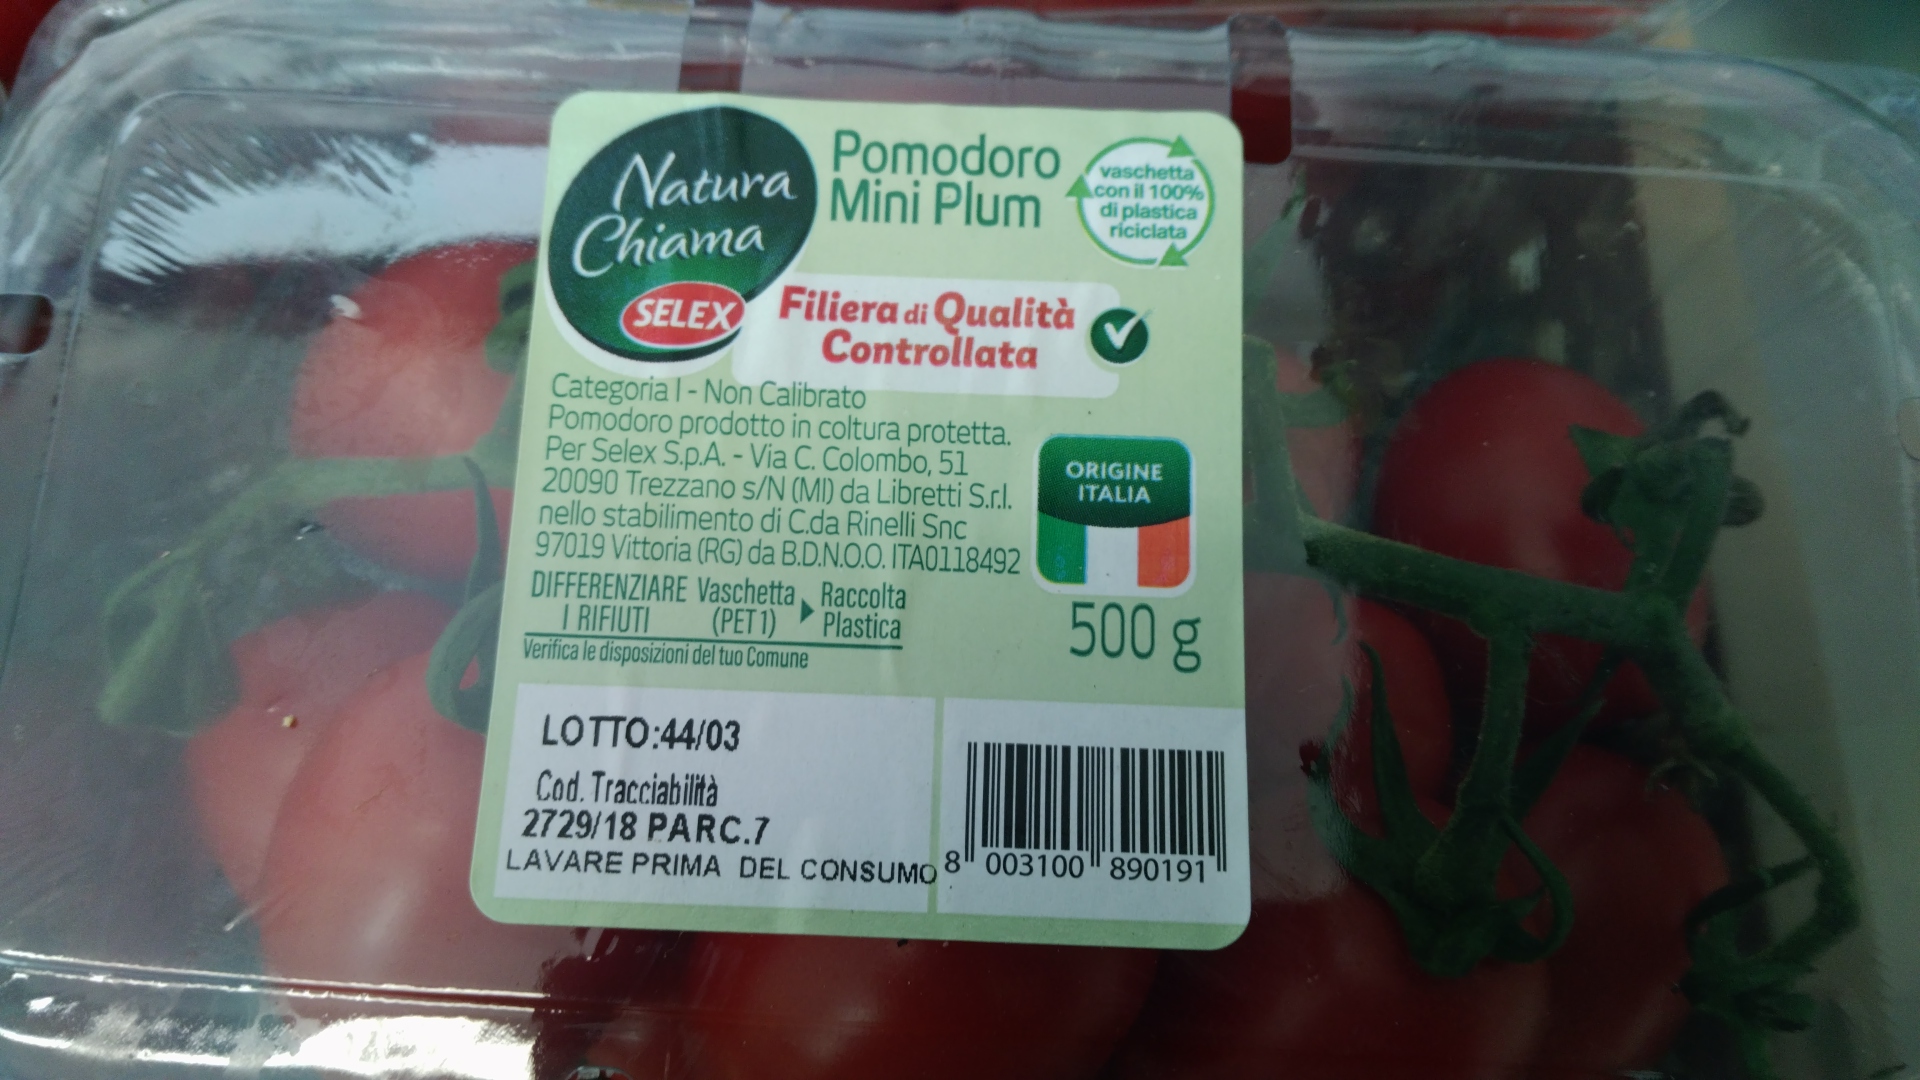 Natura
Chiama
SELEX
Pomodoro
Mini Plum
vaschetta
con il 100%
di plastica
riciclata
Filiera di Qualità
Controllata
Categoria I - Non Calibrato
Pomodoro prodotto in coltura protetta.
Per Selex S.p.A. - Via C. Colombo, 51
20090 Trezzano s/N (MI) da Libretti S.r.l.
nello stabilimento di C.da Rinelli Snc
97019 Vittoria (RG) da B.D.N.O.O. ITA0118492
ORIGINE
ITALIA
DIFFERENZIARE Vaschetta Raccolta
I RIFIUTI (PET 1) Plastica
Verifica le disposizioni del tuo Comune
500 g
LOTTO:44/03
Cod. Tracciabilità
2729/18 PARC.7
LAVARE PRIMA DEL CONSUMO
8 003100 890191